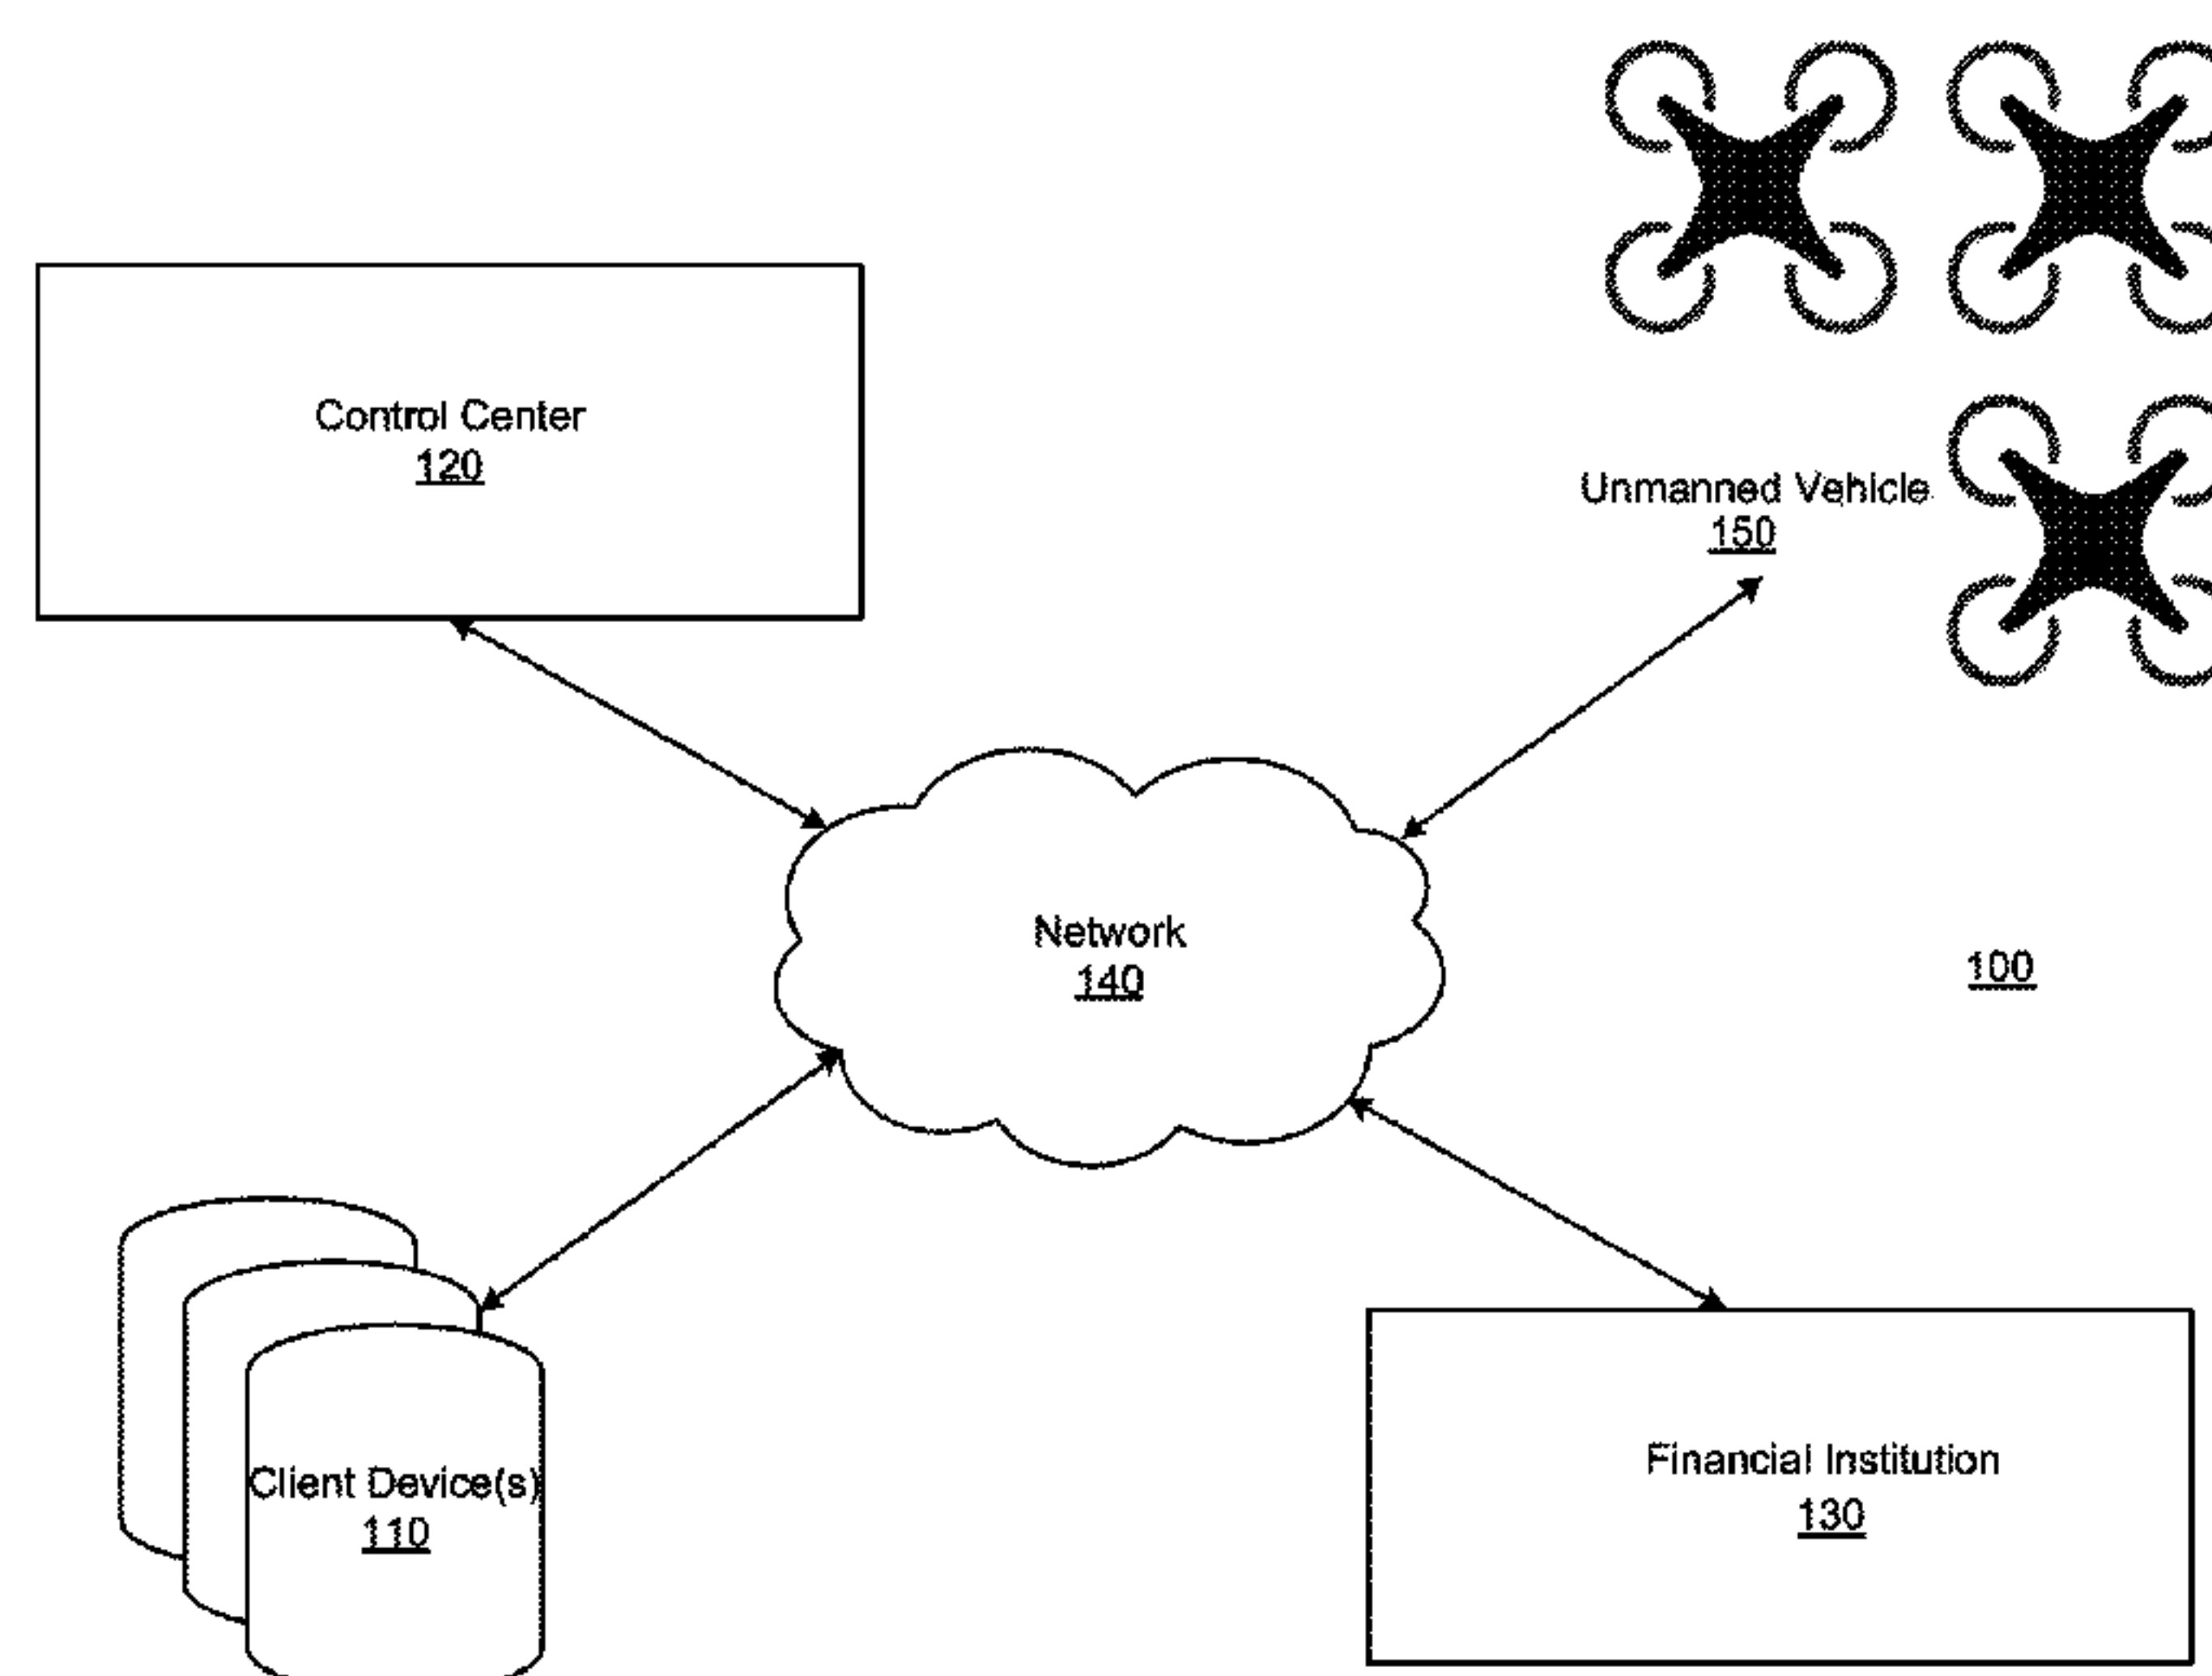 Control Center
120
Unmanned Vehicle
150
Network
140
100
Client Device(s)
110
Financial Institution
130